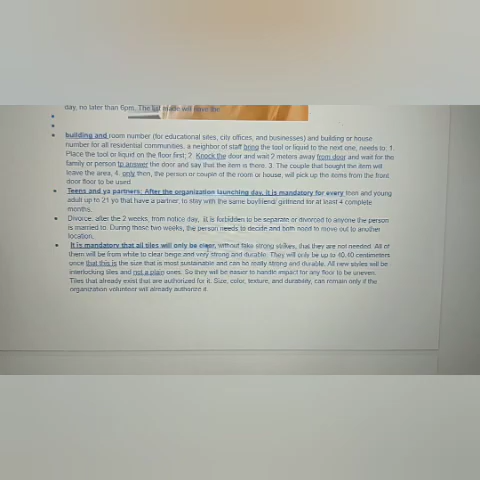 day, no later than 6pm. The list made will have the
building and room number (for educational sites, city offices, and businesses) and building or house
number for all residential communities. a neighbor of staff bring the tool or liquid to the next one, needs to: 1.
Place the tool or liquid on the floor first; 2. Knock the door and wait 2 meters away from door and wait for the
family or person to answer the door and say that the item is there. 3. The couple that bought the item will
leave the area, 4. only then, the person or couple of the room or house, will pick up the items from the front
door floor to be used.
Teens and ya partners: After the organization launching day, it is mandatory for every teen and young
adult up to 21 yo that have a partner, to stay with the same boyfriend/ girlfriend for at least 4 complete
months.
Divorce, after the 2 weeks, from notice day, it is forbidden to be separate or divorced to anyone the person
is married to. During those two weeks, the person needs to decide and both need to move out to another
location.
It is mandatory that all tiles will only be clear, without fake strong strikes, that they are not needed. All of
them will be from white to clear beige and very strong and durable. They will only be up to 40.40 centimeters
once that this is the size that is most sustainable and can be really strong and durable. All new styles will be
interlocking tiles and not a plain ones. So they will be easier to handle impact for any floor to be uneven.
Tiles that already exist that are authorized for it. Size, color, texture, and durability, can remain only if the
organization volunteer will already authorize it.